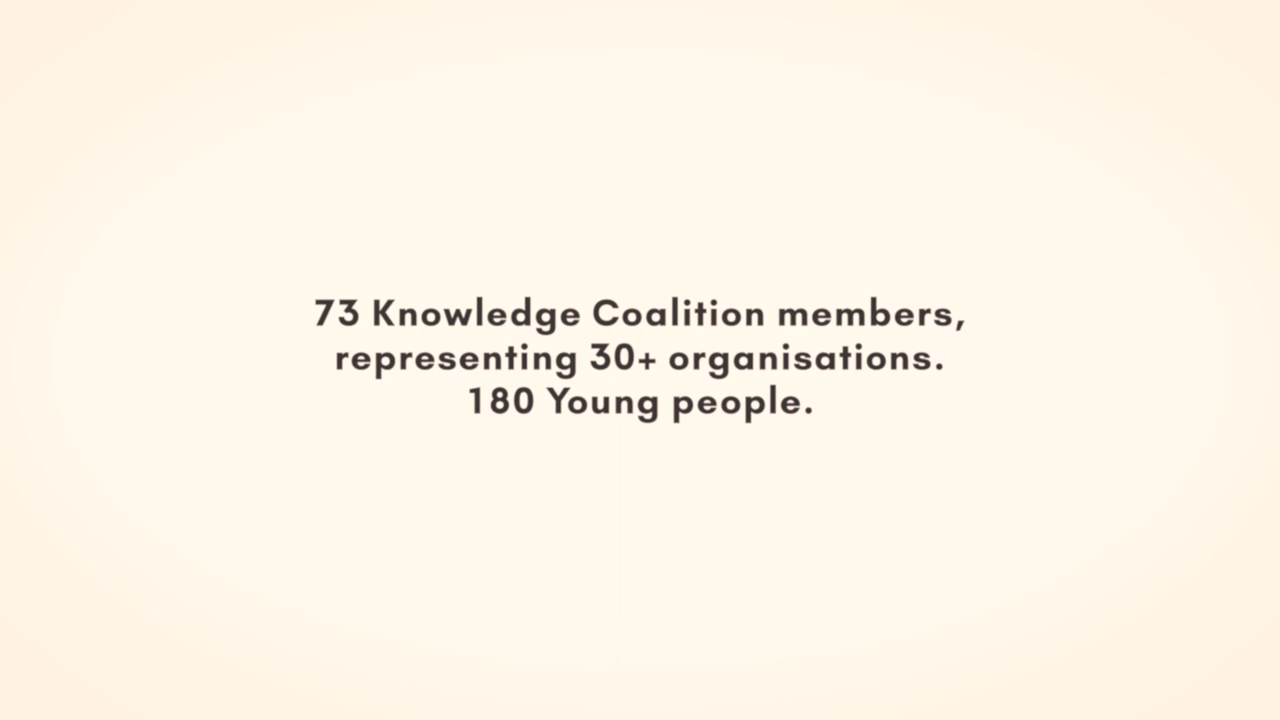 73 Knowledge Coalition members,
representing 30+ organisations.
180 Young people.